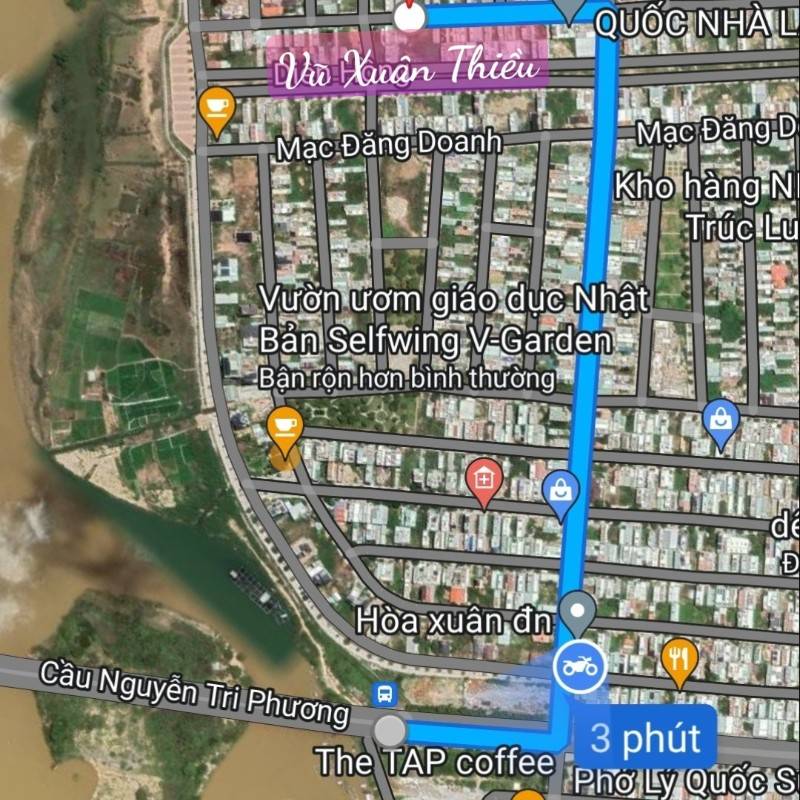 QUỐC NHÀ L
Vũ Xuân Thiều
Mạc Đăng Doanh
Mạc Đăng D
Kho hàng N
Trúc Lu
Vườn ươm giáo dục Nhật
Bản Selfwing V-Garden
Bận rộn hơn bình thường
dé
Đ
Hòa xuân đn
Cầu Nguyễn Tri Phương
3 phút
The TAP coffee
Phở Lý Quốc S